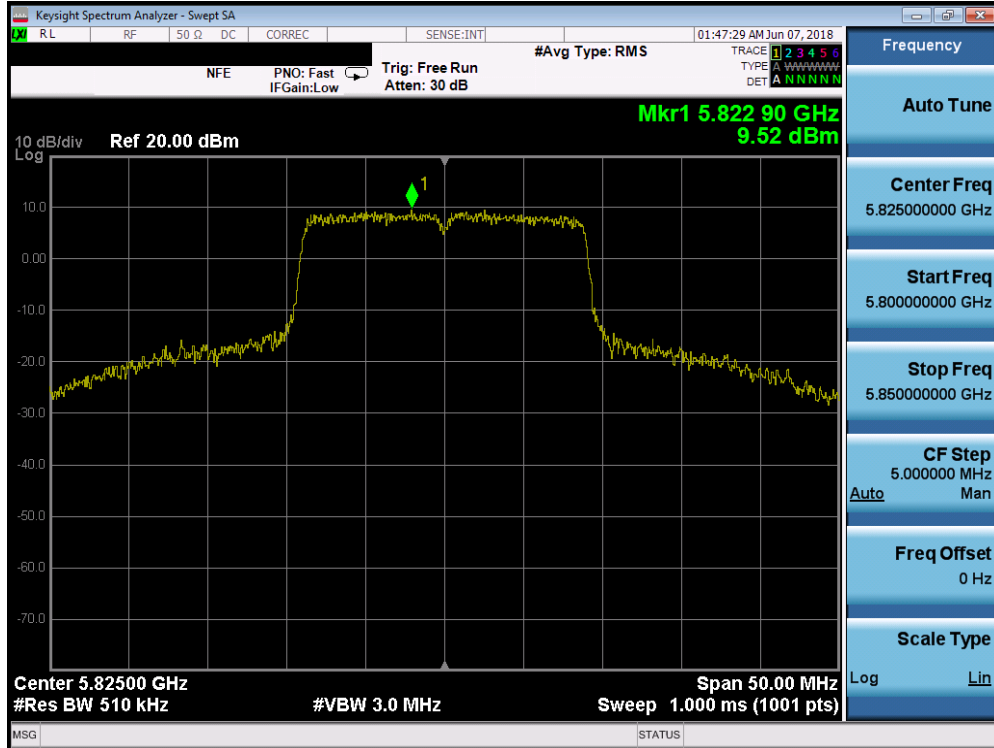 Keysight Spectrum Analyzer - Swept SA
LXI RL RF 50 Ω DC CORREC SENSE:INT 01:47:29 AM Jun 07, 2018
NFE PNO: Fast Trig: Free Run #Avg Type: RMS TRACE 1 2 3 4 5 6
IFGain:Low Atten: 30 dB TYPE A WWWWW
DET A N N N N N
Mkr1 5.822 90 GHz
9.52 dBm
10 dB/div Ref 20.00 dBm
Log
1
10.0
0.00
-10.0
-20.0
-30.0
-40.0
-50.0
-60.0
-70.0
Center 5.82500 GHz Span 50.00 MHz
#Res BW 510 kHz #VBW 3.0 MHz Sweep 1.000 ms (1001 pts)
MSG STATUS
Frequency
Auto Tune
Center Freq
5.825000000 GHz
Start Freq
5.800000000 GHz
Stop Freq
5.850000000 GHz
CF Step
5.000000 MHz
Auto Man
Freq Offset
0 Hz
Scale Type
Log Lin